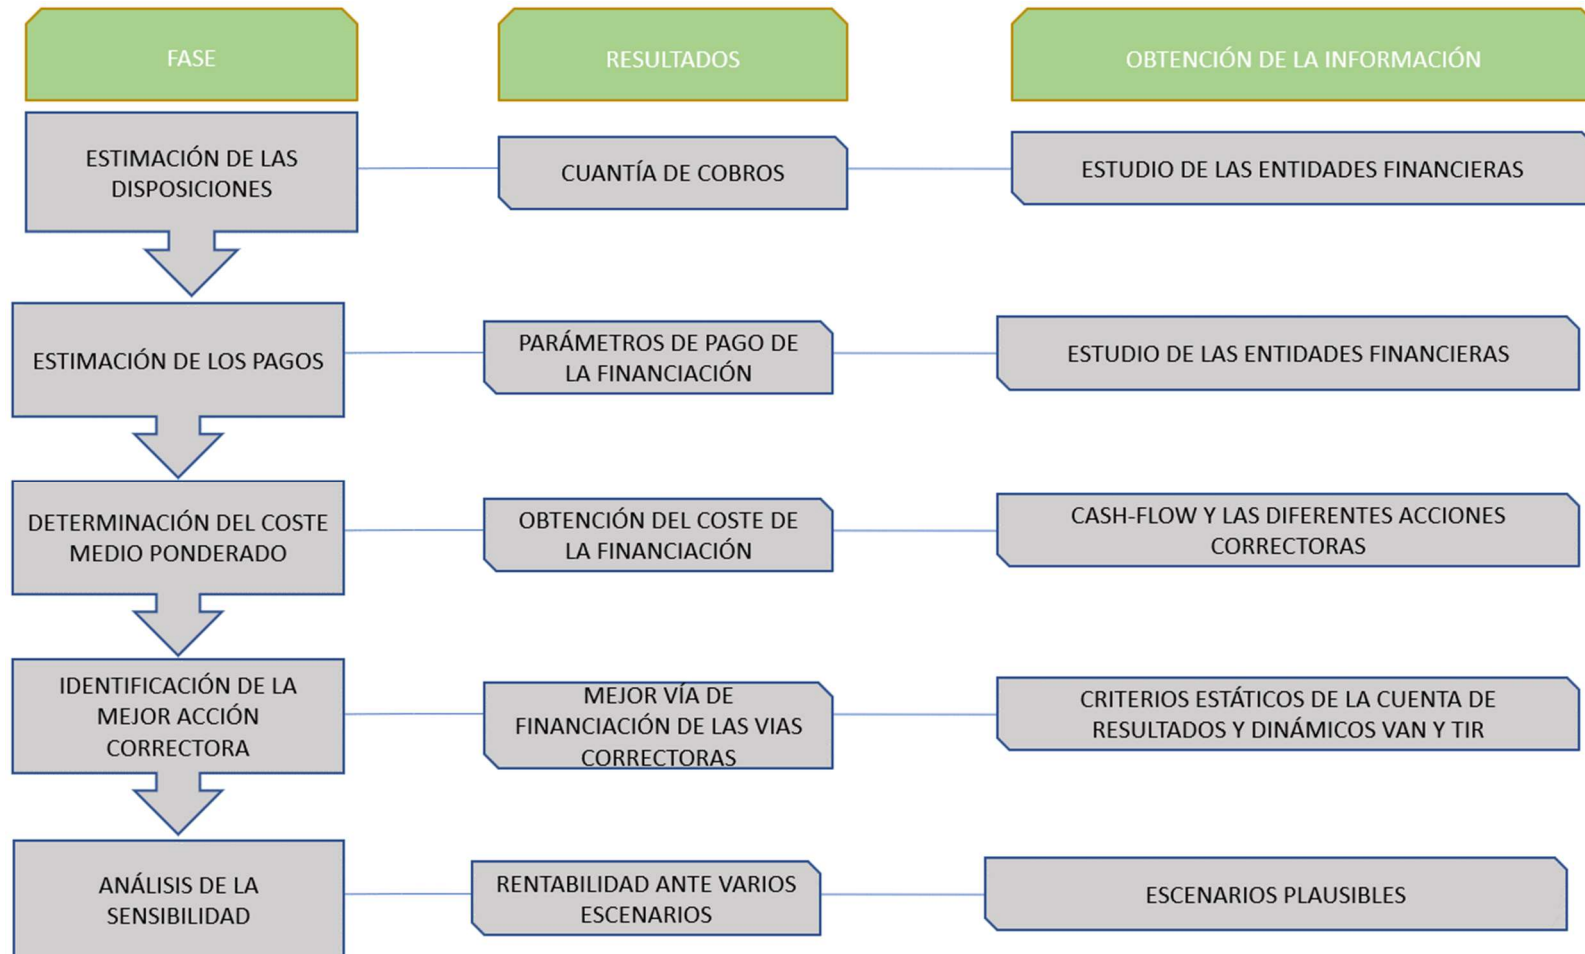 FASE
RESULTADOS
OBTENCIÓN DE LA INFORMACIÓN
ESTIMACIÓN DE LAS
DISPOSICIONES
CUANTÍA DE COBROS
ESTUDIO DE LAS ENTIDADES FINANCIERAS
ESTIMACIÓN DE LOS PAGOS
PARÁMETROS DE PAGO DE
LA FINANCIACIÓN
ESTUDIO DE LAS ENTIDADES FINANCIERAS
DETERMINACIÓN DEL COSTE
MEDIO PONDERADO
OBTENCIÓN DEL COSTE DE
LA FINANCIACIÓN
CASH-FLOW Y LAS DIFERENTES ACCIONES
CORRECTORAS
IDENTIFICACIÓN DE LA
MEJOR ACCIÓN
CORRECTORA
MEJOR VÍA DE
FINANCIACIÓN DE LAS VIAS
CORRECTORAS
CRITERIOS ESTÁTICOS DE LA CUENTA DE
RESULTADOS Y DINÁMICOS VAN Y TIR
ANÁLISIS DE LA
SENSIBILIDAD
RENTABILIDAD ANTE VARIOS
ESCENARIOS
ESCENARIOS PLAUSIBLES